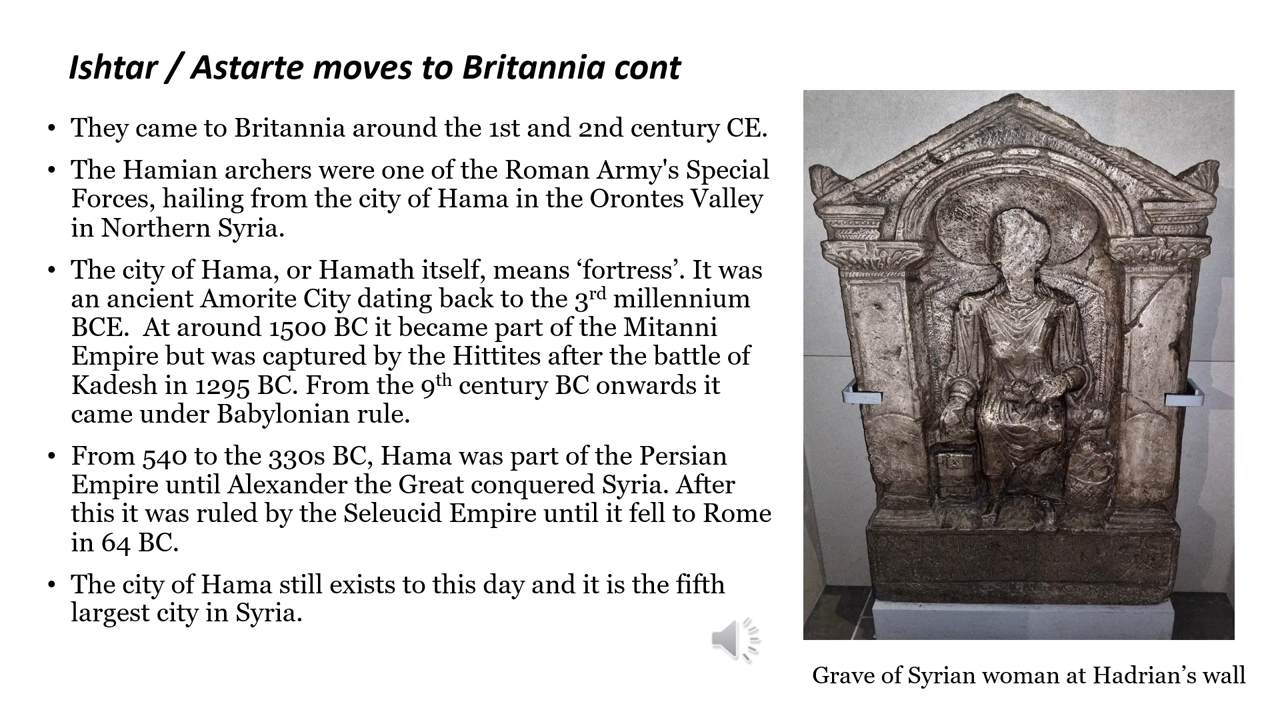 Ishtar / Astarte moves to Britannia cont
• They came to Britannia around the 1st and 2nd century CE.
• The Hamian archers were one of the Roman Army's Special
Forces, hailing from the city of Hama in the Orontes Valley
in Northern Syria.
• The city of Hama, or Hamath itself, means ‘fortress’. It was
an ancient Amorite City dating back to the 3rd millennium
BCE.  At around 1500 BC it became part of the Mitanni
Empire but was captured by the Hittites after the battle of
Kadesh in 1295 BC. From the 9th century BC onwards it
came under Babylonian rule.
• From 540 to the 330s BC, Hama was part of the Persian
Empire until Alexander the Great conquered Syria. After
this it was ruled by the Seleucid Empire until it fell to Rome
in 64 BC.
• The city of Hama still exists to this day and it is the fifth
largest city in Syria.
Grave of Syrian woman at Hadrian’s wall